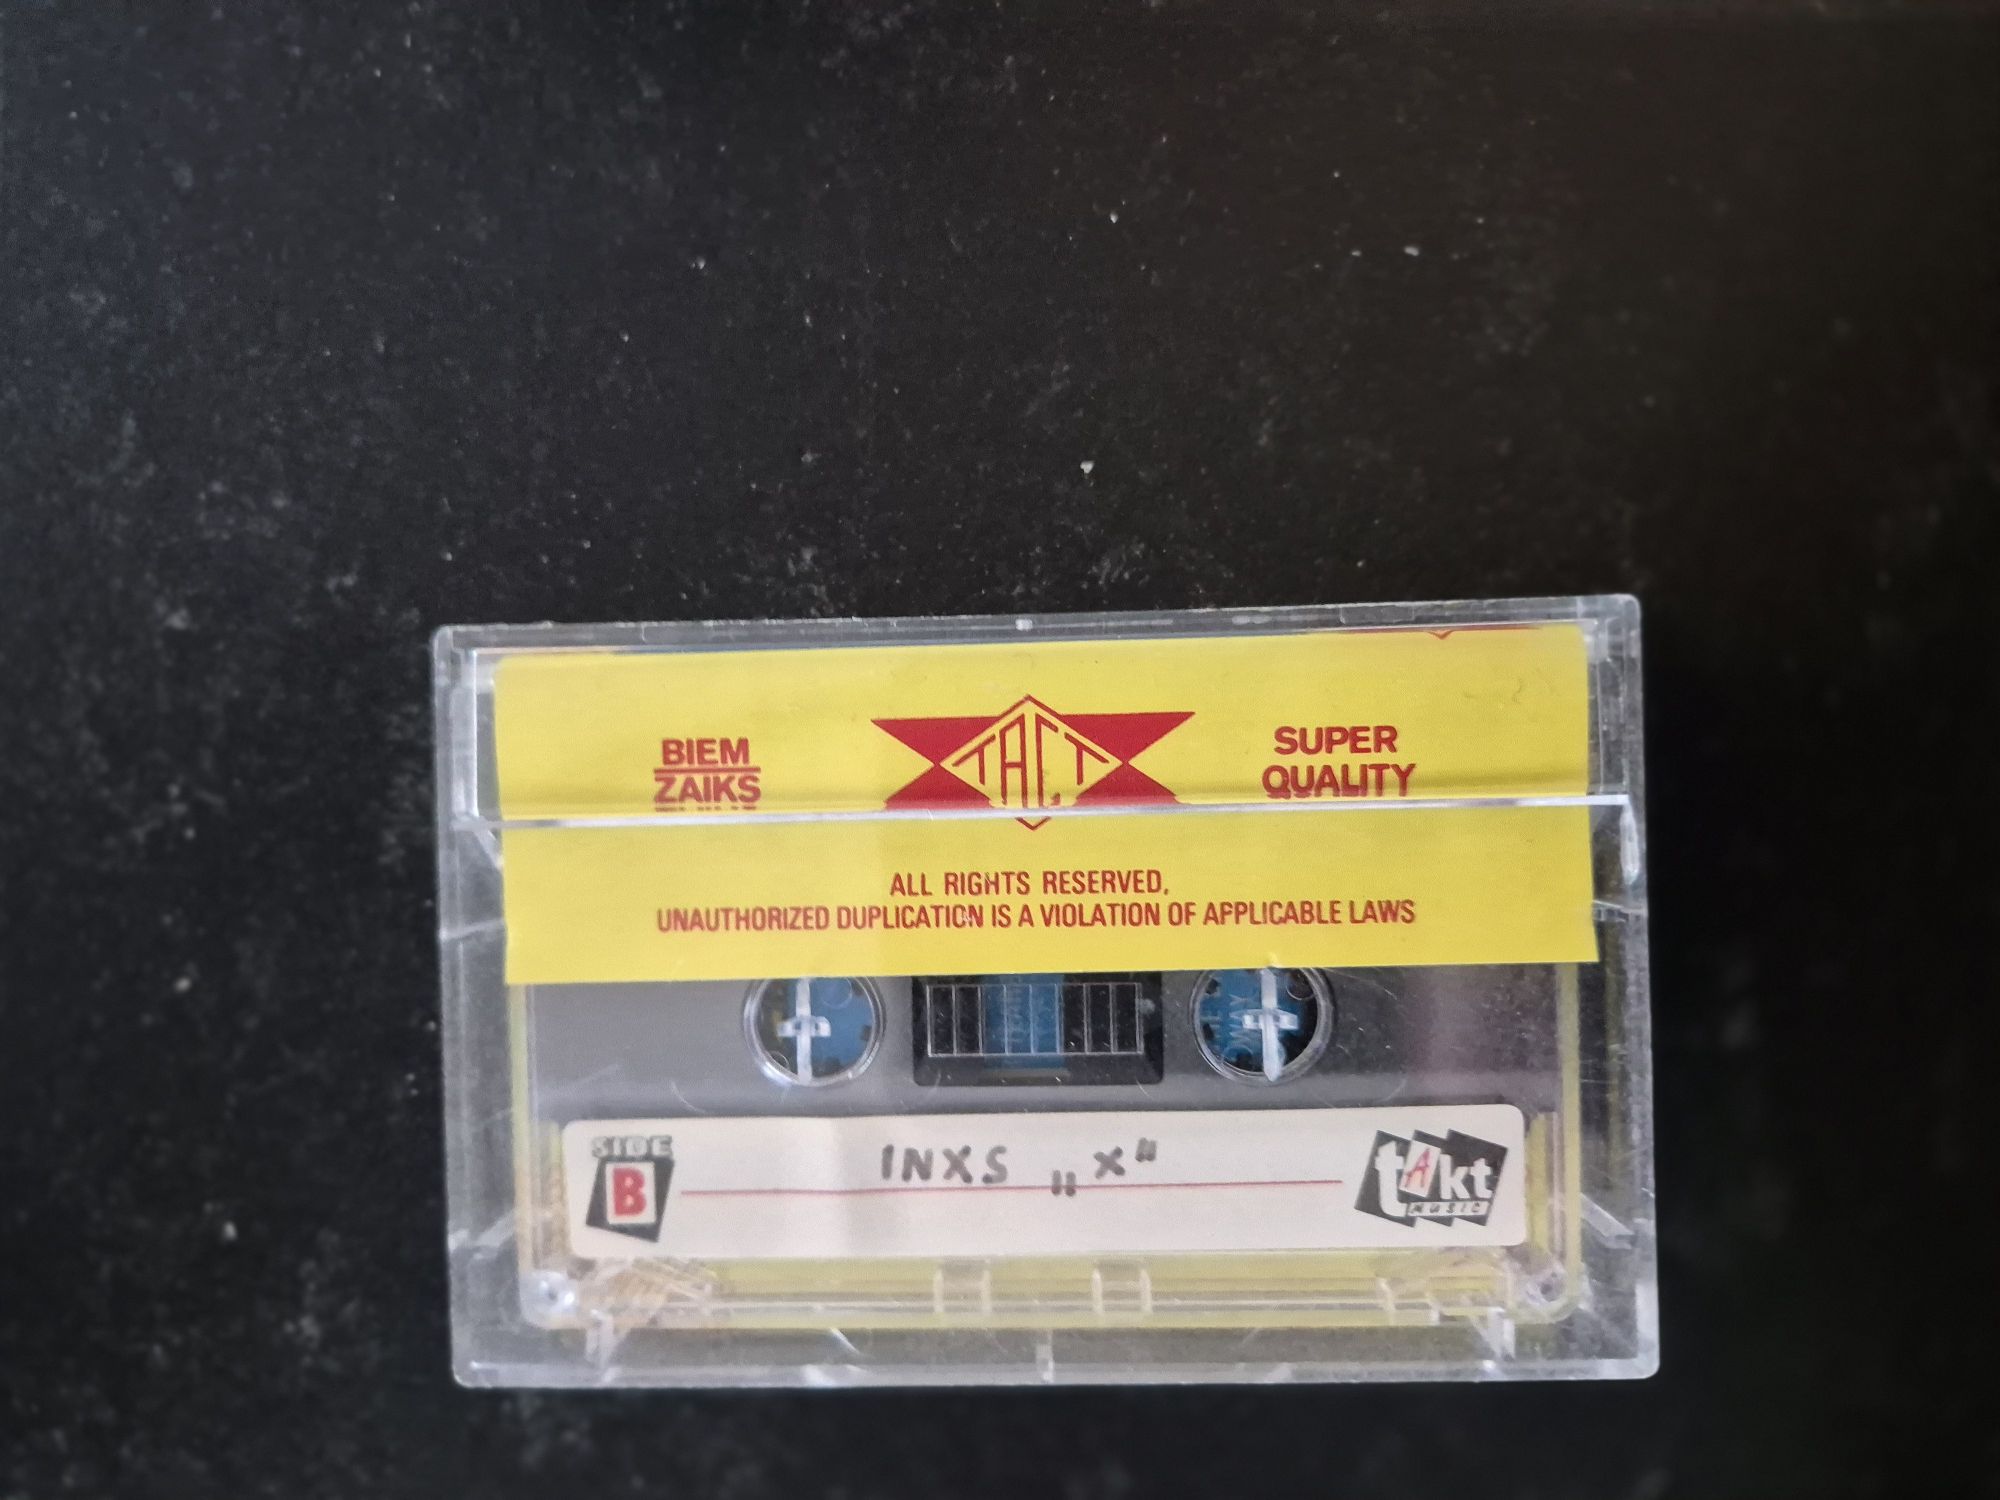 BIEM
ZAIKS
TACT
SUPER
QUALITY
ALL RIGHTS RESERVED,
UNAUTHORIZED DUPLICATION IS A VIOLATION OF APPLICABLE LAWS
SIDE
B
INXS „X“
tAkt
MUSIC